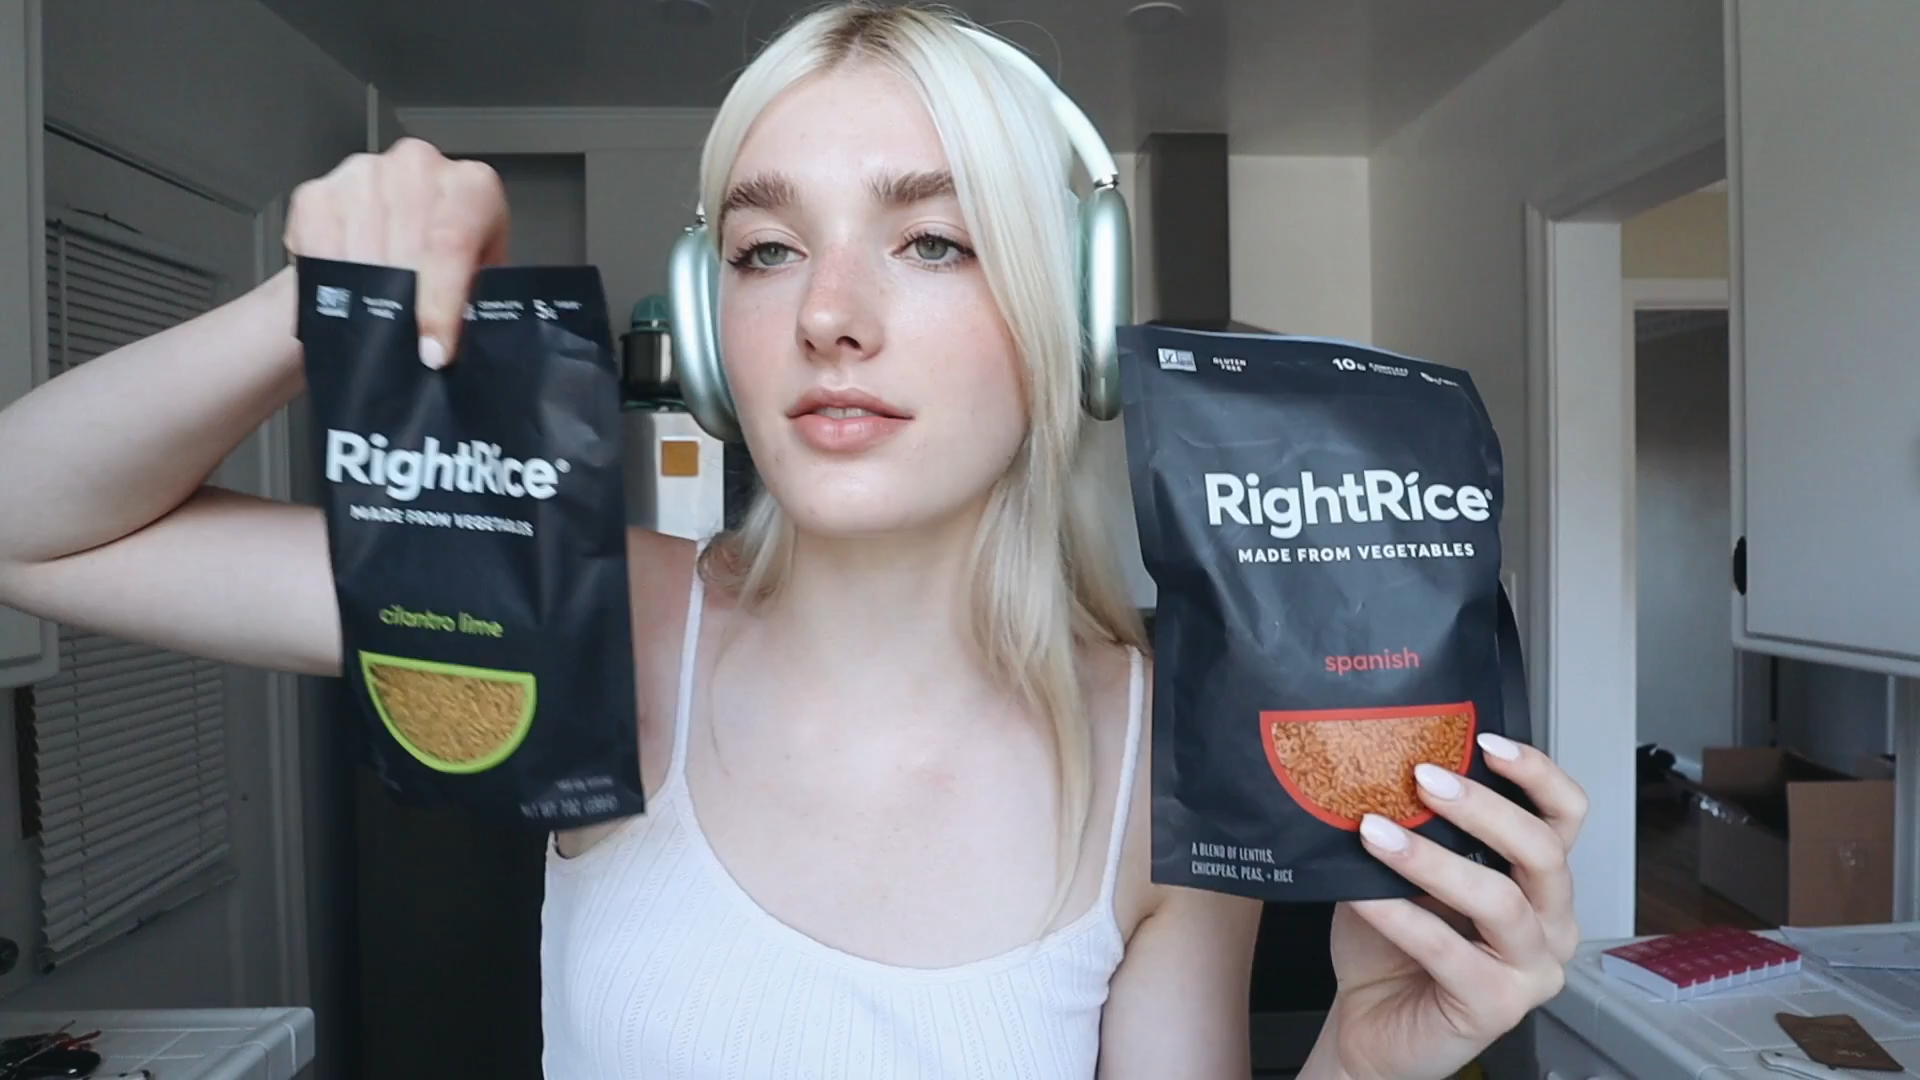 RightRice
MADE FROM VEGETABLES
cilantro lime
GLUTEN
FREE
10g COMPLETE
RightRice
MADE FROM VEGETABLES
spanish
A BLEND OF LENTILS,
CHICKPEAS, PEAS, + RICE